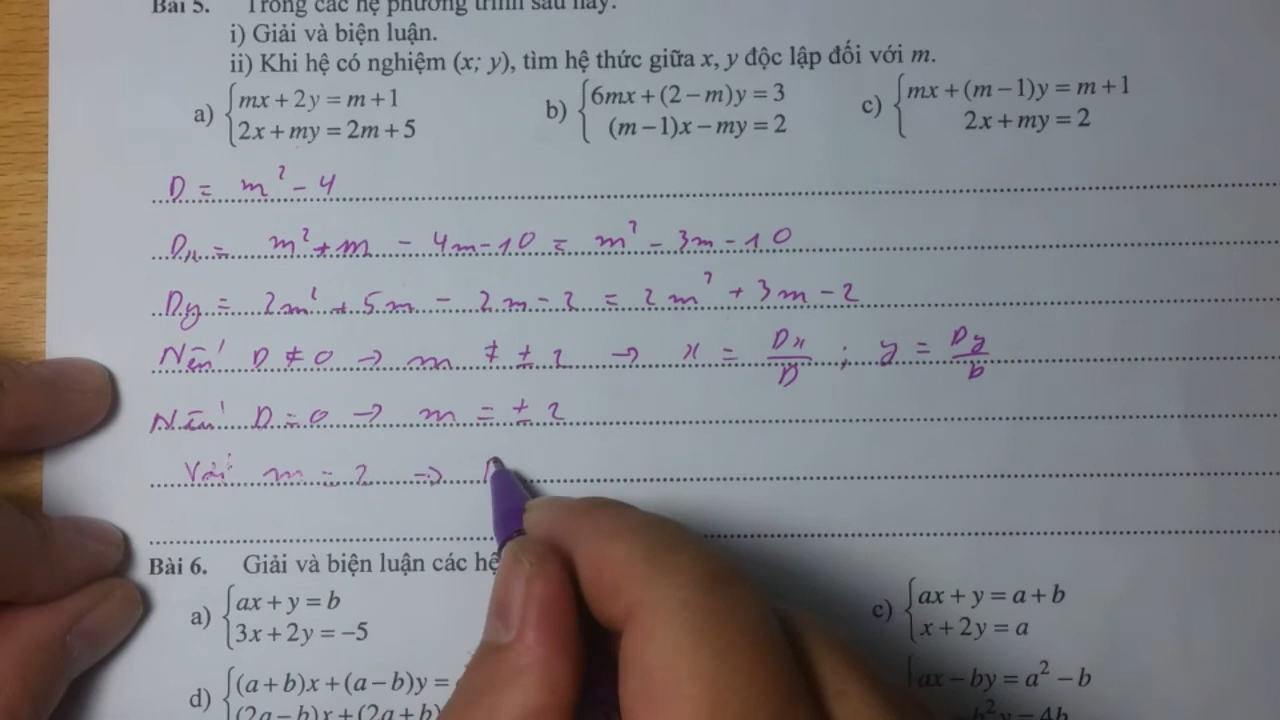 Bài 5. Trong các hệ phương trình sau này:
i) Giải và biện luận.
ii) Khi hệ có nghiệm (x; y), tìm hệ thức giữa x, y độc lập đối với m.
a) {mx + 2y = m + 1 b) {6mx + (2 − m)y = 3 c) {mx + (m − 1)y = m + 1
2x + my = 2m + 5 (m − 1)x − my = 2 2x + my = 2
D = m² − 4
Dx = m² + m − 4m − 10 = m² − 3m − 10
Dy = 2m² + 5m − 2m − 2 = 2m² + 3m − 2
Nếu D ≠ 0 → m ≠ ± 2 → x = Dx/D ; y = Dy/D
Nếu D = 0 → m = ± 2
Với m = 2 →
Bài 6. Giải và biện luận các hệ
a) {ax + y = b c) {ax + y = a + b
3x + 2y = −5 x + 2y = a
d) {(a + b)x + (a − b)y = ax − by = a² − b
(2a − b)x + (2a + b) b²y = 4b